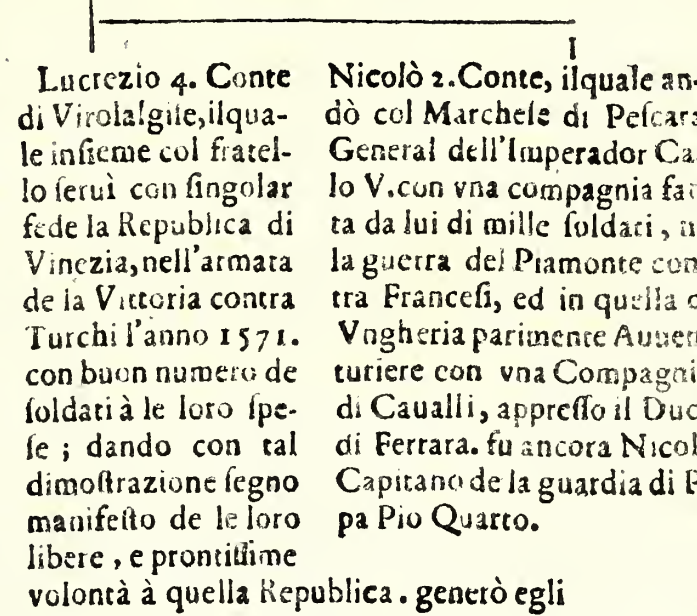 I
Lucrezio 4. Conte
di Virolalgite,ilqua-
le inſieme col fratel-
lo ſeruì con ſingolar
fede la Republica di
Vinezia,nell'armata
de la Vittoria contra
Turchi l'anno 1571.
con buon numero de
ſoldati à le loro ſpe-
ſe ; dando con tal
dimoſtrazione ſegno
manifeſto de le loro
libere , e prontiſſime
volontà à quella Republica . generò egli
Nicolò 2.Conte, ilquale an-
dò col Marcheſe di Peſcara
General dell'Imperador Ca
lo V.con vna compagnia fat
ta da lui di mille ſoldati , n
la guerra del Piamonte con
tra Franceſi, ed in quella
Vngheria parimente Auuen
turiere con vna Compagni
di Caualli, appreſſo il Duc
di Ferrara. fu ancora Nicol
Capitano de la guardia di P
pa Pio Quarto.